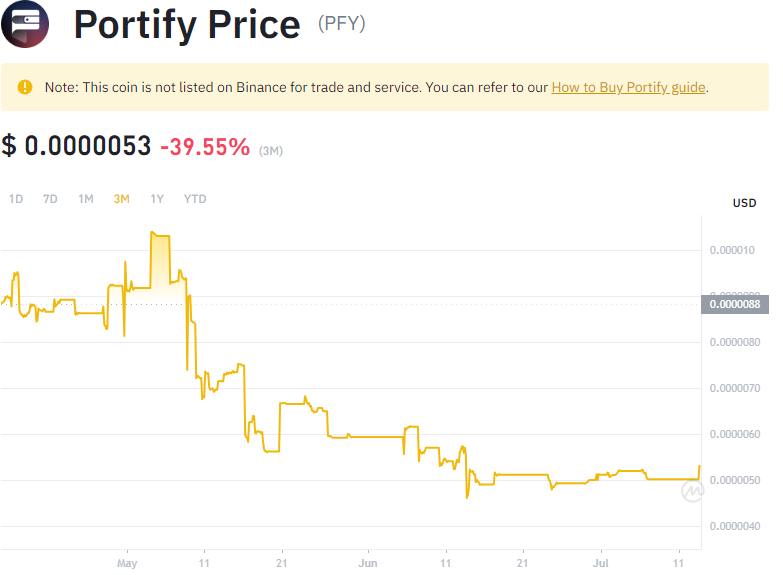 Portify Price (PFY)
Note: This coin is not listed on Binance for trade and service. You can refer to our How to Buy Portify guide.
$ 0.0000053 -39.55% (3M)
1D 7D 1M 3M 1Y YTD
USD
0.000010
0.0000088
0.0000080
0.0000070
0.0000060
0.0000050
0.0000040
May 11 21 Jun 11 21 Jul 11